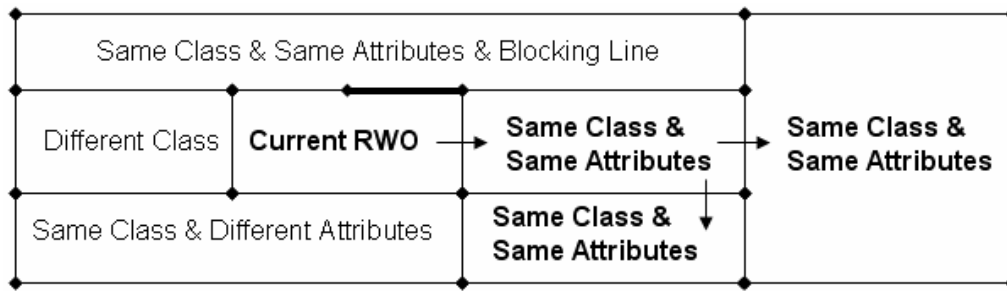 Same Class & Same Attributes & Blocking Line
Different Class
Current RWO
Same Class &
Same Attributes
Same Class &
Same Attributes
Same Class & Different Attributes
Same Class &
Same Attributes